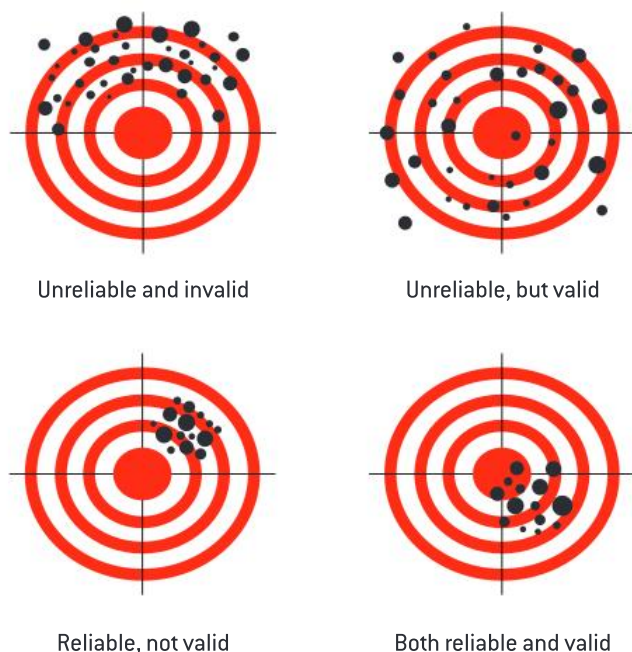 Unreliable and invalid
Unreliable, but valid
Reliable, not valid
Both reliable and valid